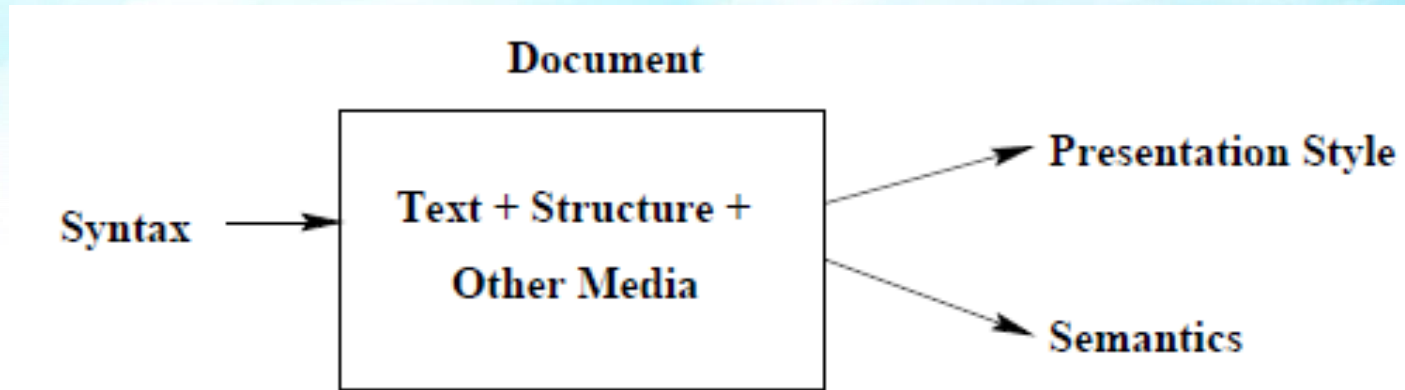 Document
Presentation Style
Text + Structure +
Syntax
Other Media
Semantics